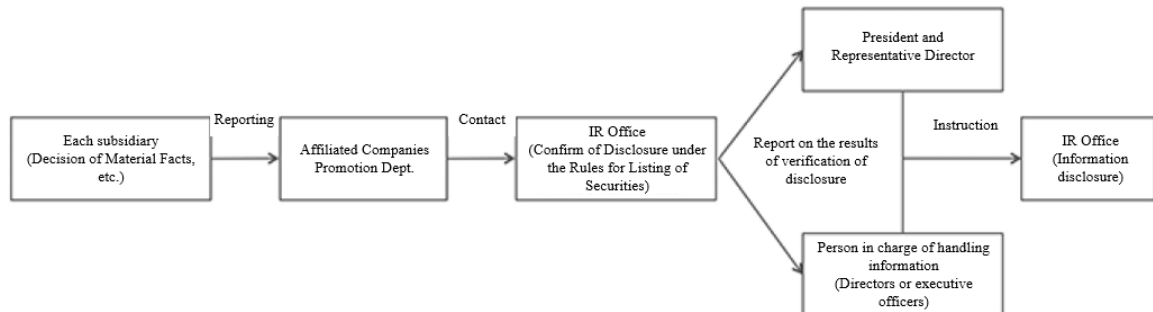 Each subsidiary
(Decision of Material Facts,
etc.)
Reporting
Affiliated Companies
Promotion Dept.
Contact
IR Office
(Confirm of Disclosure under
the Rules for Listing of
Securities)
President and
Representative Director
Report on the results
of verification of
disclosure
Person in charge of handling
information
(Directors or executive
officers)
Instruction
IR Office
(Information
disclosure)